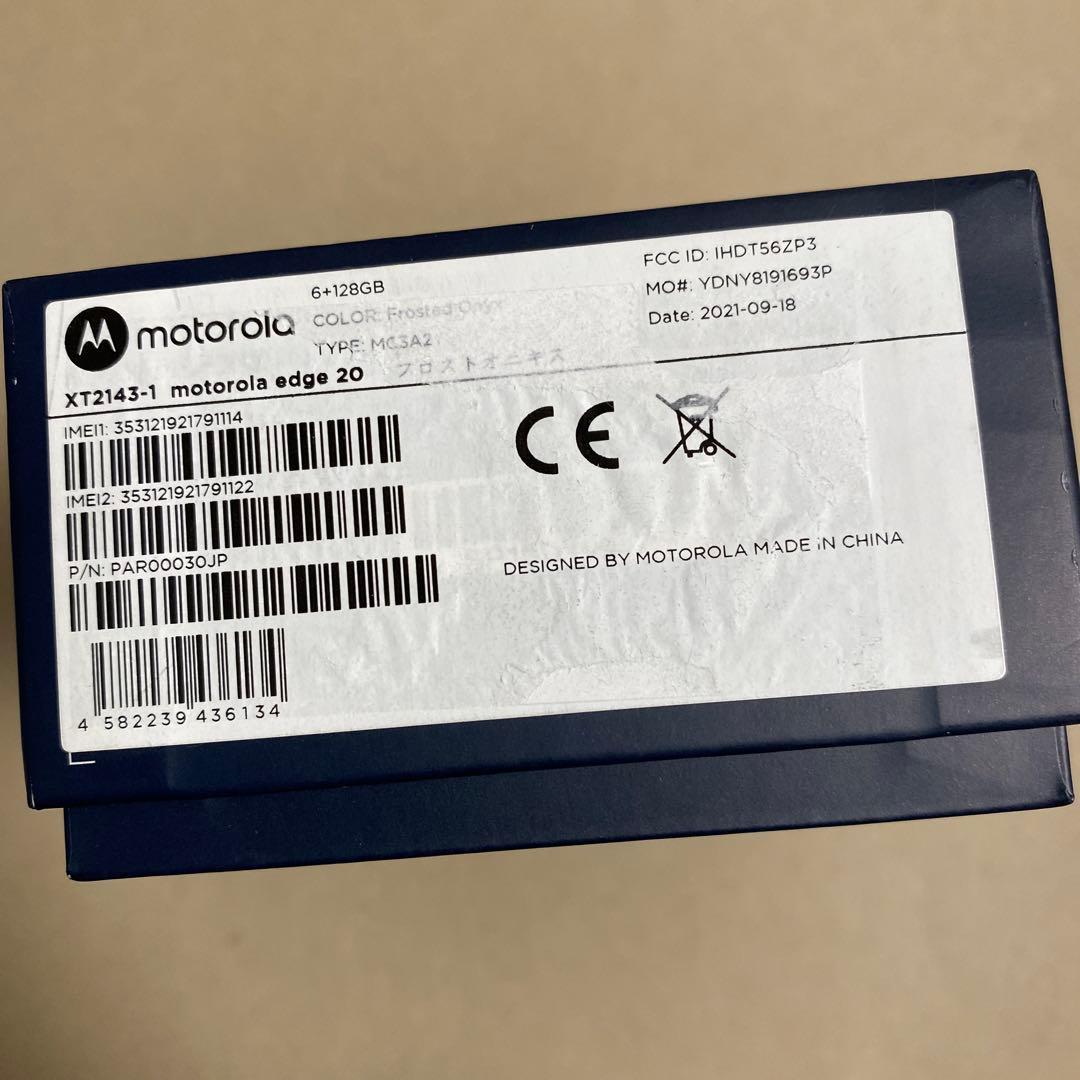 motorola
6+128GB
COLOR: Frosted Onyx
TYPE: MC3A2
フロストオニキス
XT2143-1 motorola edge 20
FCC ID: IHDT56ZP3
MO#: YDNY8191693P
Date: 2021-09-18
IMEI1: 353121921791114
IMEI2: 353121921791122
P/N: PAR00030JP
4 582239 436134
CE
DESIGNED BY MOTOROLA MADE IN CHINA